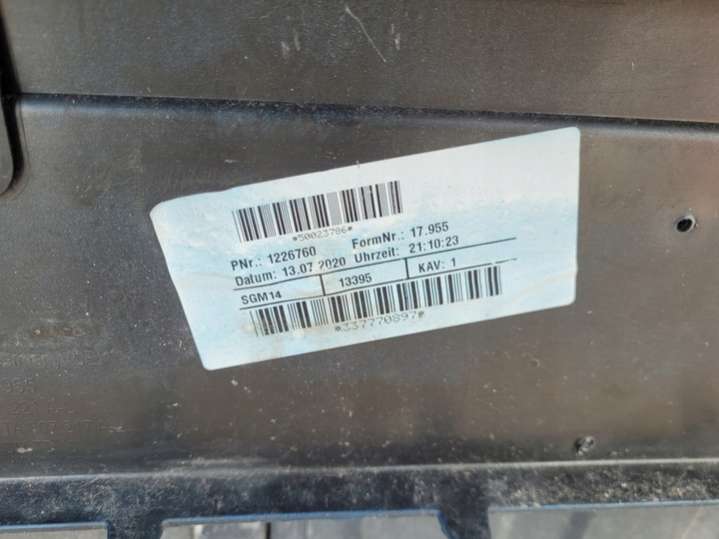 *50023786*
PNr.: 1226760 FormNr.: 17.955
Datum: 13.07.2020 Uhrzeit: 21:10:23
SGM14 13395 KAV: 1
*337770897#